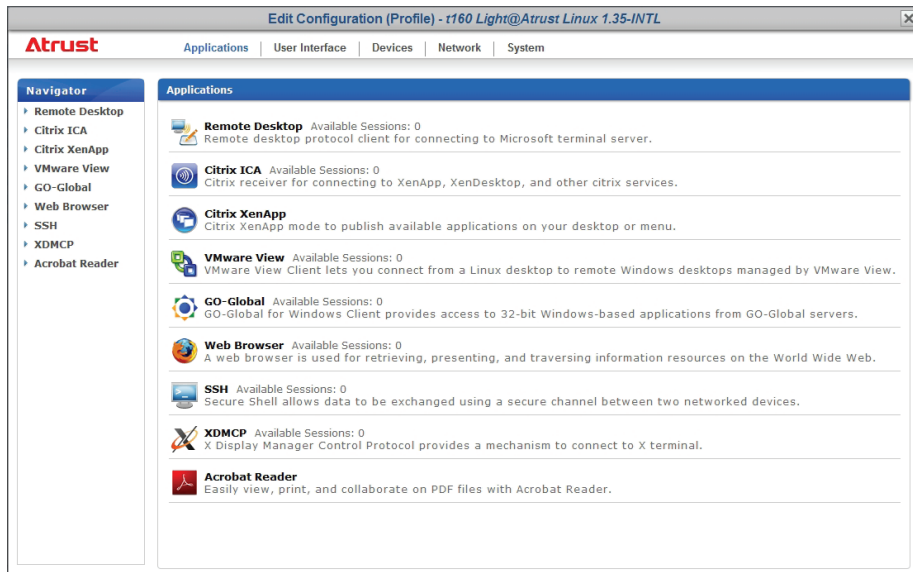 Edit Configuration (Profile) - t160 Light@Atrust Linux 1.35-INTL
Atrust
Applications | User Interface | Devices | Network | System
Navigator
Remote Desktop
Citrix ICA
Citrix XenApp
VMware View
GO-Global
Web Browser
SSH
XDMCP
Acrobat Reader
Applications
Remote Desktop Available Sessions: 0
Remote desktop protocol client for connecting to Microsoft terminal server.
Citrix ICA Available Sessions: 0
Citrix receiver for connecting to XenApp, XenDesktop, and other citrix services.
Citrix XenApp
Citrix XenApp mode to publish available applications on your desktop or menu.
VMware View Available Sessions: 0
VMware View Client lets you connect from a Linux desktop to remote Windows desktops managed by VMware View.
GO-Global Available Sessions: 0
GO-Global for Windows Client provides access to 32-bit Windows-based applications from GO-Global servers.
Web Browser Available Sessions: 0
A web browser is used for retrieving, presenting, and traversing information resources on the World Wide Web.
SSH Available Sessions: 0
Secure Shell allows data to be exchanged using a secure channel between two networked devices.
XDMCP Available Sessions: 0
X Display Manager Control Protocol provides a mechanism to connect to X terminal.
Acrobat Reader
Easily view, print, and collaborate on PDF files with Acrobat Reader.